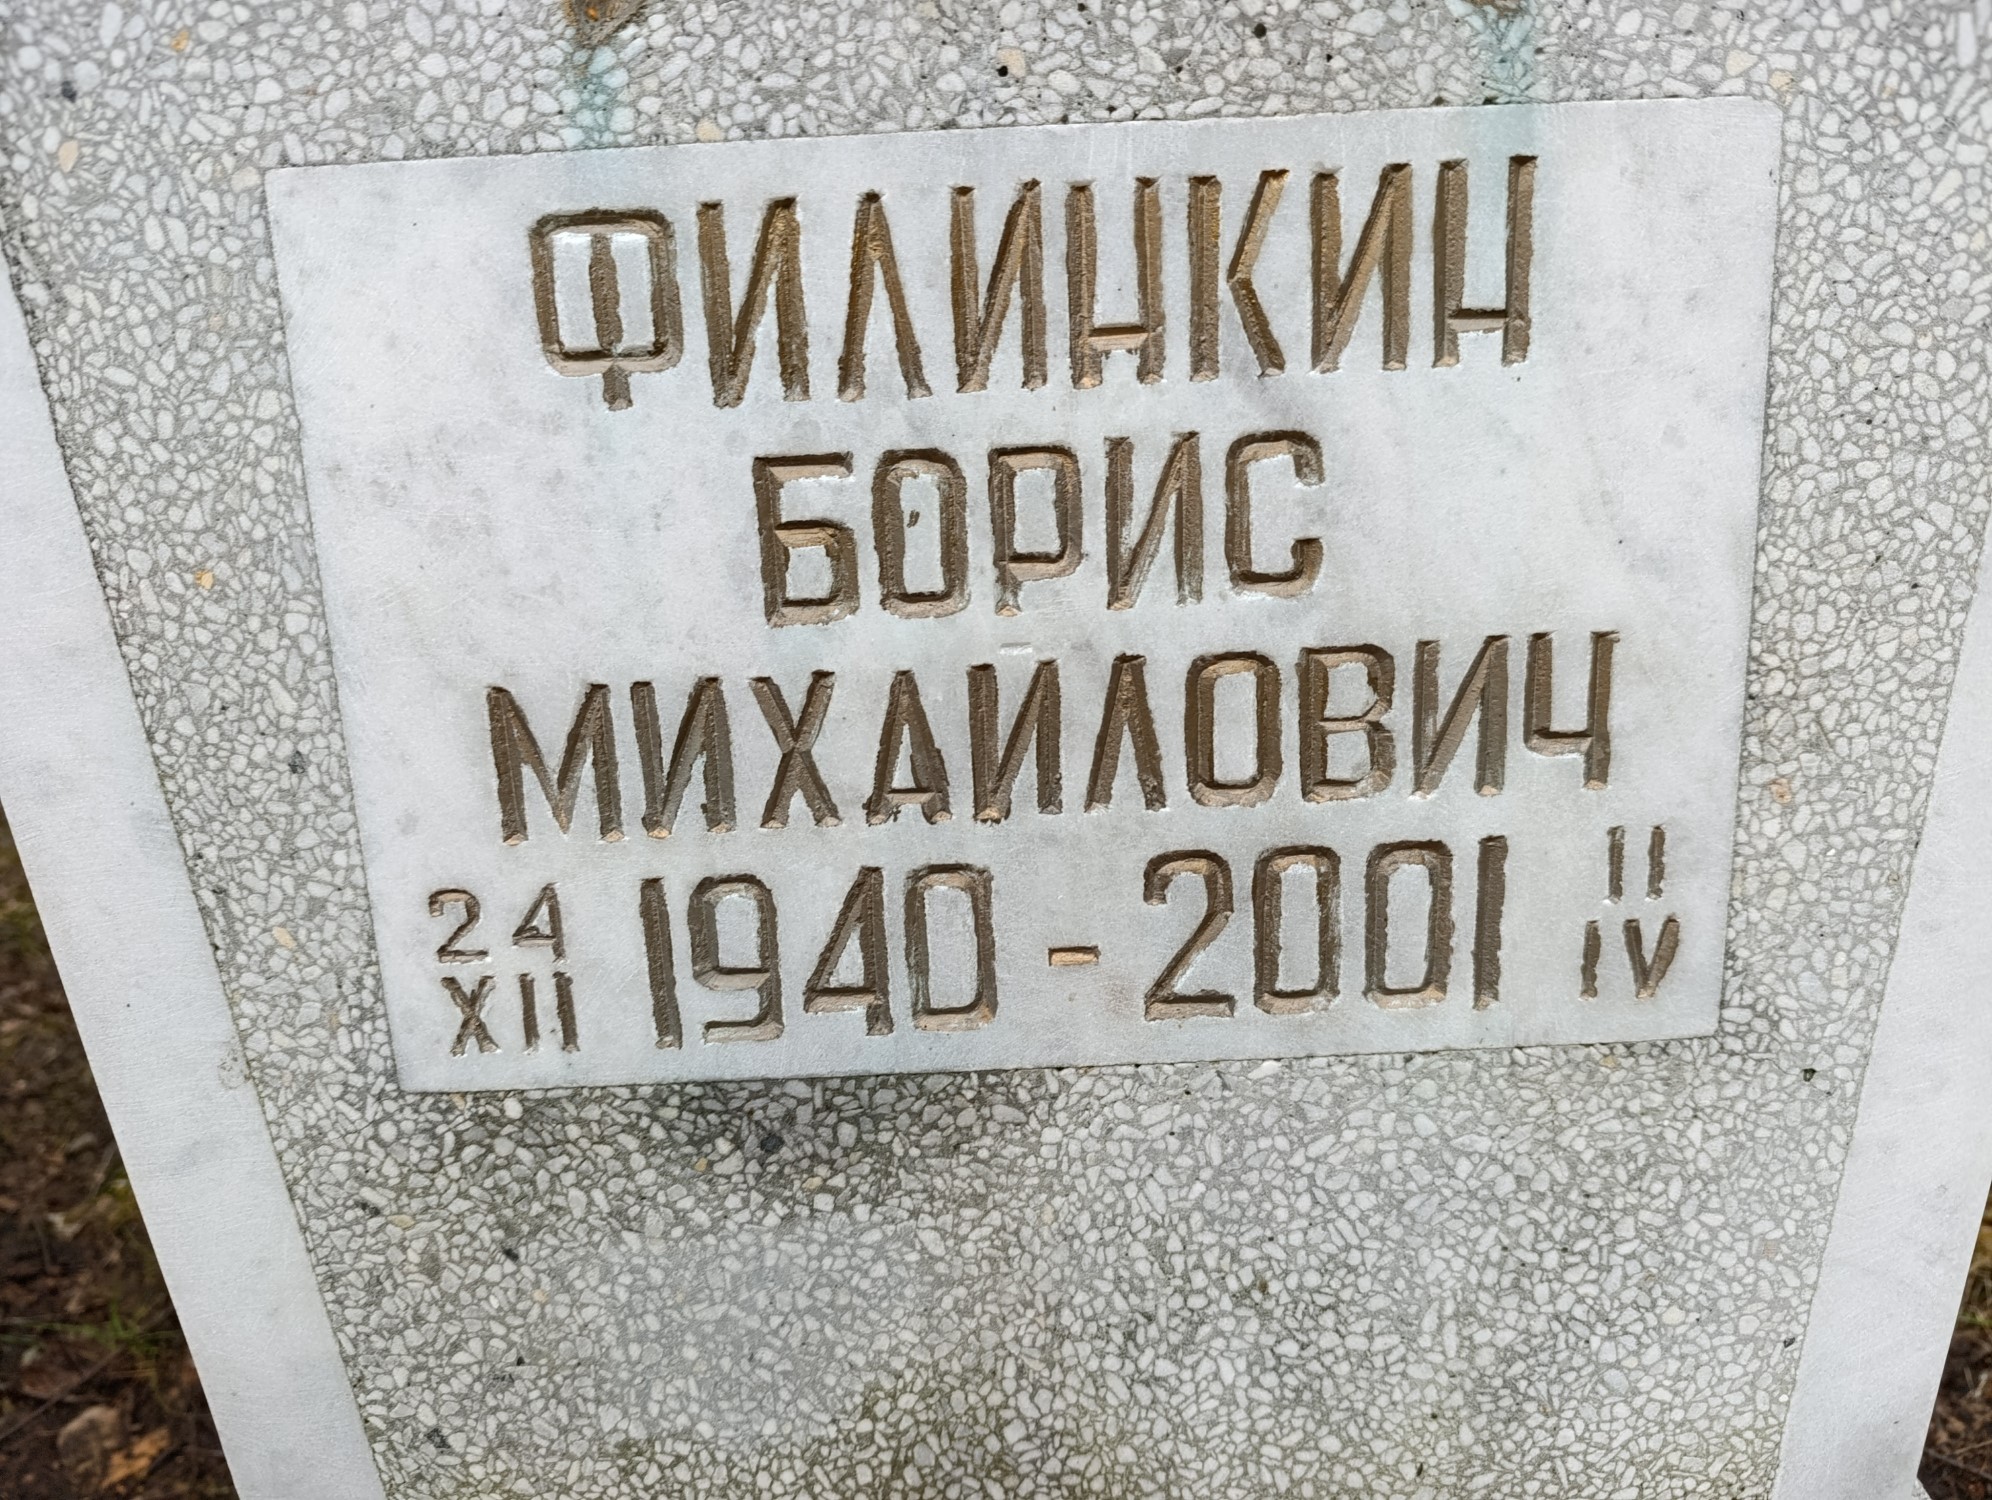 ФИЛИНКИН
БОРИС
МИХАЙЛОВИЧ
24 XII 1940 - 2001 11 IV